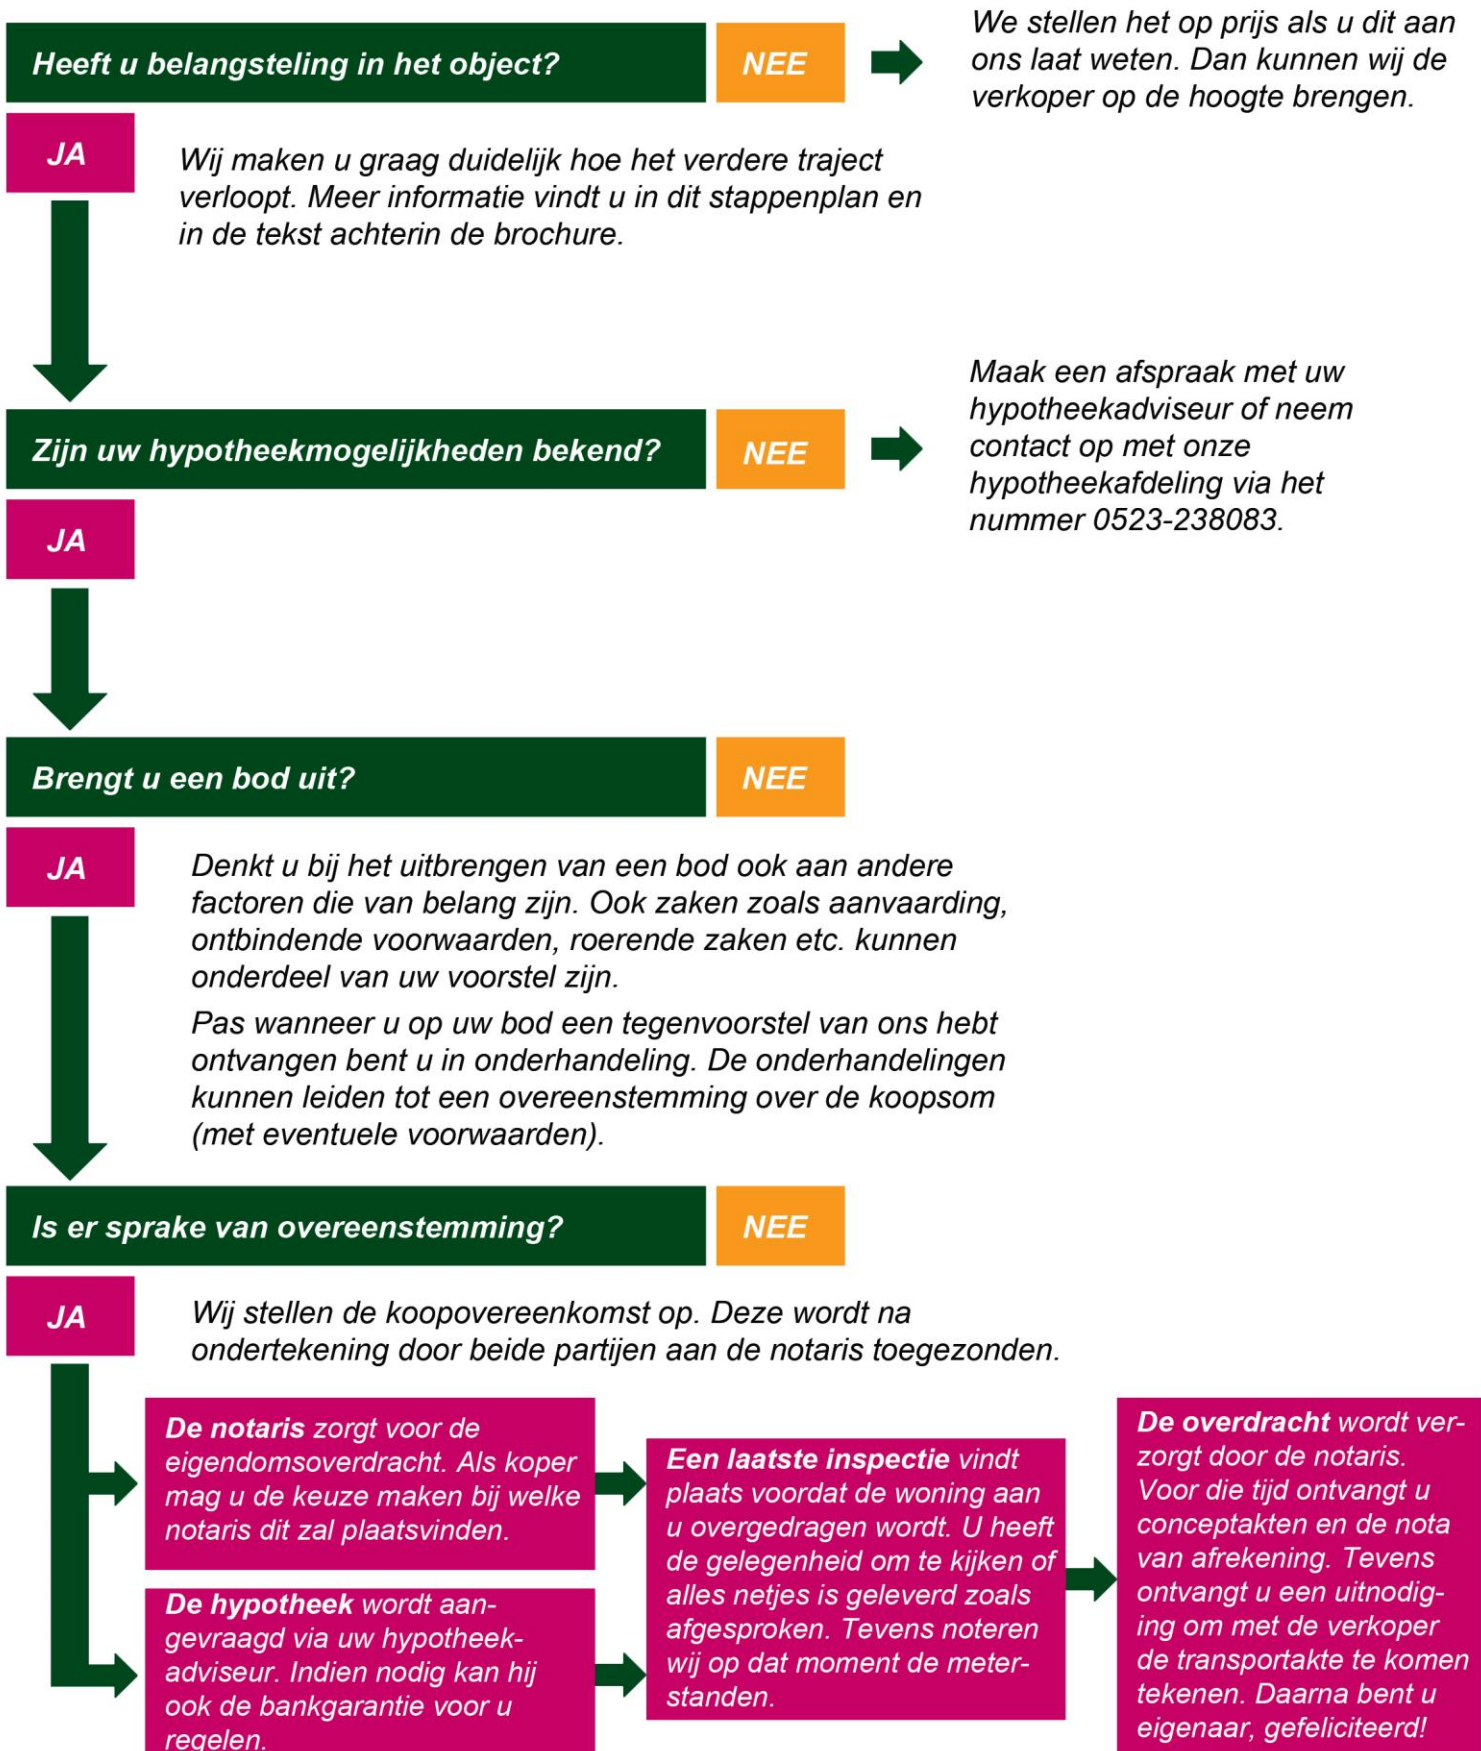 Heeft u belangsteling in het object?
NEE
We stellen het op prijs als u dit aan
ons laat weten. Dan kunnen wij de
verkoper op de hoogte brengen.
JA
Wij maken u graag duidelijk hoe het verdere traject
verloopt. Meer informatie vindt u in dit stappenplan en
in de tekst achterin de brochure.
Zijn uw hypotheekmogelijkheden bekend?
NEE
Maak een afspraak met uw
hypotheekadviseur of neem
contact op met onze
hypotheekafdeling via het
nummer 0523-238083.
JA
Brengt u een bod uit?
NEE
JA
Denkt u bij het uitbrengen van een bod ook aan andere
factoren die van belang zijn. Ook zaken zoals aanvaarding,
ontbindende voorwaarden, roerende zaken etc. kunnen
onderdeel van uw voorstel zijn.
Pas wanneer u op uw bod een tegenvoorstel van ons hebt
ontvangen bent u in onderhandeling. De onderhandelingen
kunnen leiden tot een overeenstemming over de koopsom
(met eventuele voorwaarden).
Is er sprake van overeenstemming?
NEE
JA
Wij stellen de koopovereenkomst op. Deze wordt na
ondertekening door beide partijen aan de notaris toegezonden.
De notaris zorgt voor de
eigendomsoverdracht. Als koper
mag u de keuze maken bij welke
notaris dit zal plaatsvinden.
De hypotheek wordt aan-
gevraagd via uw hypotheek-
adviseur. Indien nodig kan hij
ook de bankgarantie voor u
regelen.
Een laatste inspectie vindt
plaats voordat de woning aan
u overgedragen wordt. U heeft
de gelegenheid om te kijken of
alles netjes is geleverd zoals
afgesproken. Tevens noteren
wij op dat moment de meter-
standen.
De overdracht wordt ver-
zorgt door de notaris.
Voor die tijd ontvangt u
conceptakten en de nota
van afrekening. Tevens
ontvangt u een uitnodig-
ing om met de verkoper
de transportakte te komen
tekenen. Daarna bent u
eigenaar, gefeliciteerd!